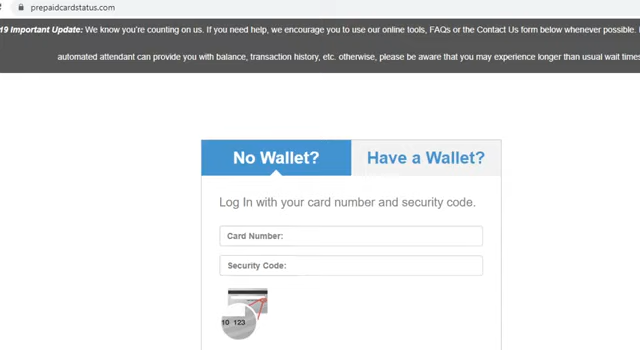 prepaidcardstatus.com
19 Important Update: We know you're counting on us. If you need help, we encourage you to use our online tools, FAQs or the Contact Us form below whenever possible.
automated attendant can provide you with balance, transaction history, etc. otherwise, please be aware that you may experience longer than usual wait times
No Wallet? Have a Wallet?
Log In with your card number and security code.
Card Number:
Security Code:
10 123